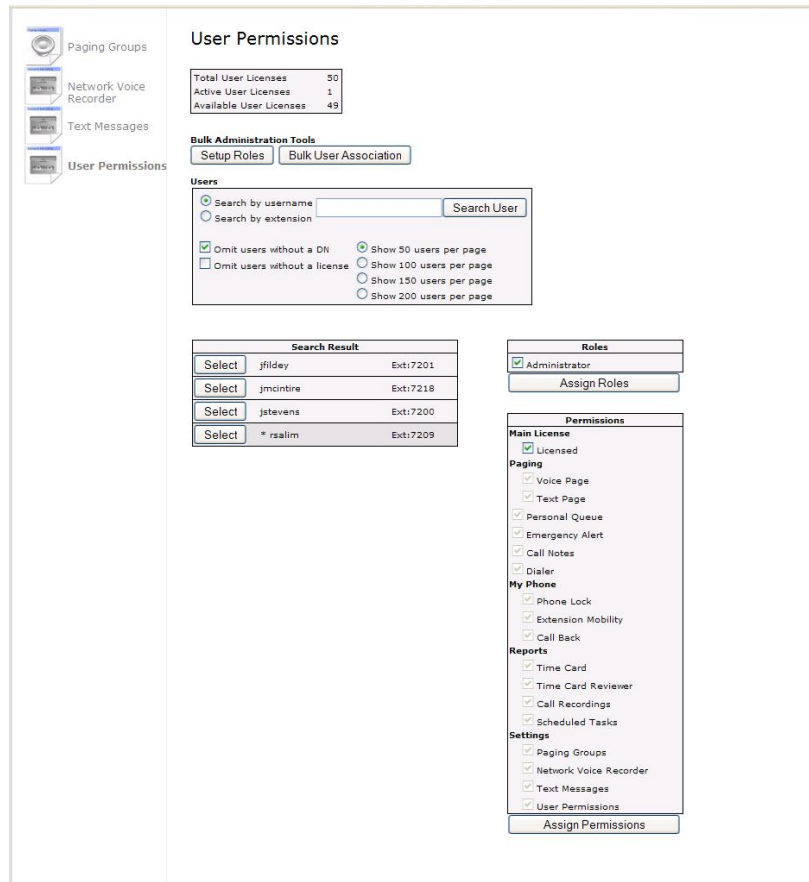 Paging Groups
Network Voice
Recorder
Text Messages
User Permissions
User Permissions
Total User Licenses 50
Active User Licenses 1
Available User Licenses 49
Bulk Administration Tools
Setup Roles Bulk User Association
Users
Search by username
Search by extension
Search User
Omit users without a DN
Omit users without a license
Show 50 users per page
Show 100 users per page
Show 150 users per page
Show 200 users per page
Search Result
Select jfildey Ext:7201
Select jmcintire Ext:7218
Select jstevens Ext:7200
Select * rsalim Ext:7209
Roles
Administrator
Assign Roles
Permissions
Main License
Licensed
Paging
Voice Page
Text Page
Personal Queue
Emergency Alert
Call Notes
Dialer
My Phone
Phone Lock
Extension Mobility
Call Back
Reports
Time Card
Time Card Reviewer
Call Recordings
Scheduled Tasks
Settings
Paging Groups
Network Voice Recorder
Text Messages
User Permissions
Assign Permissions